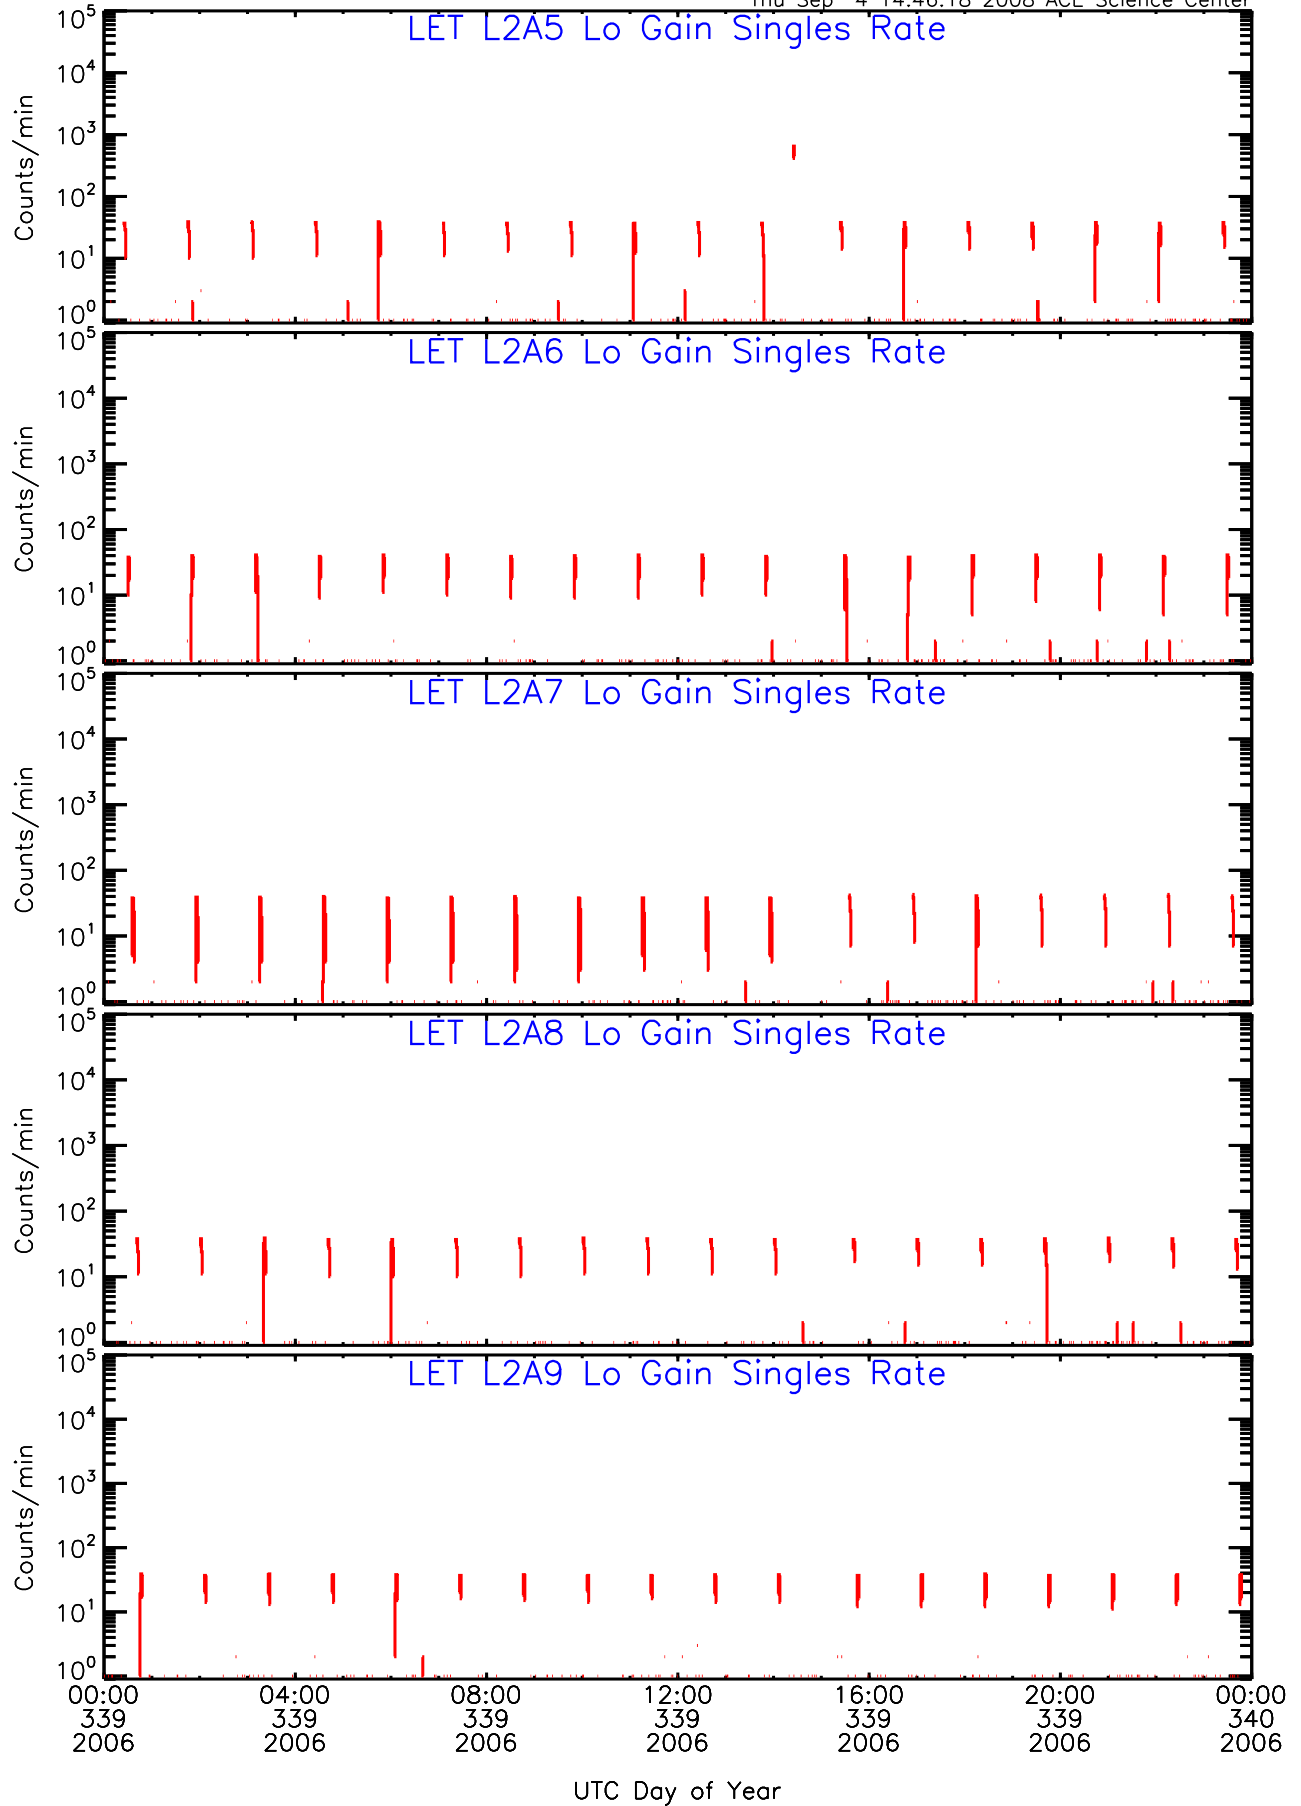 Thu Sep 4 14:46:18 2008 ACE Science Center
LET L2A5 Lo Gain Singles Rate
10^5
10^4
10^3
10^2
10^1
10^0
Counts/min
LET L2A6 Lo Gain Singles Rate
10^5
10^4
10^3
10^2
10^1
10^0
Counts/min
LET L2A7 Lo Gain Singles Rate
10^5
10^4
10^3
10^2
10^1
10^0
Counts/min
LET L2A8 Lo Gain Singles Rate
10^5
10^4
10^3
10^2
10^1
10^0
Counts/min
LET L2A9 Lo Gain Singles Rate
10^5
10^4
10^3
10^2
10^1
10^0
Counts/min
00:00 04:00 08:00 12:00 16:00 20:00 00:00
339 339 339 339 339 339 340
2006 2006 2006 2006 2006 2006 2006
UTC Day of Year